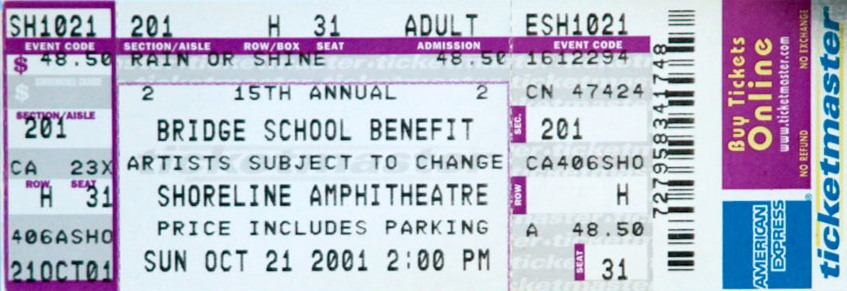 SH1021
EVENT CODE
$ 48.50
$
SECTION/AISLE
201
CA 23X
ROW SEAT
H 31
406ASHO
21OCT01
201 H 31 ADULT
SECTION/AISLE ROW/BOX SEAT ADMISSION
RAIN OR SHINE 48.50
2 15TH ANNUAL 2
BRIDGE SCHOOL BENEFIT
ARTISTS SUBJECT TO CHANGE
SHORELINE AMPHITHEATRE
PRICE INCLUDES PARKING
SUN OCT 21 2001 2:00 PM
ESH1021
EVENT CODE
1612294
CN 47424
SEC.
201
CA406SHO
ROW
H
A 48.50
SEAT
31
727958341748
Buy Tickets
Online
www.ticketmaster.com
NO REFUND NO EXCHANGE
AMERICAN
EXPRESS
ticketmaster